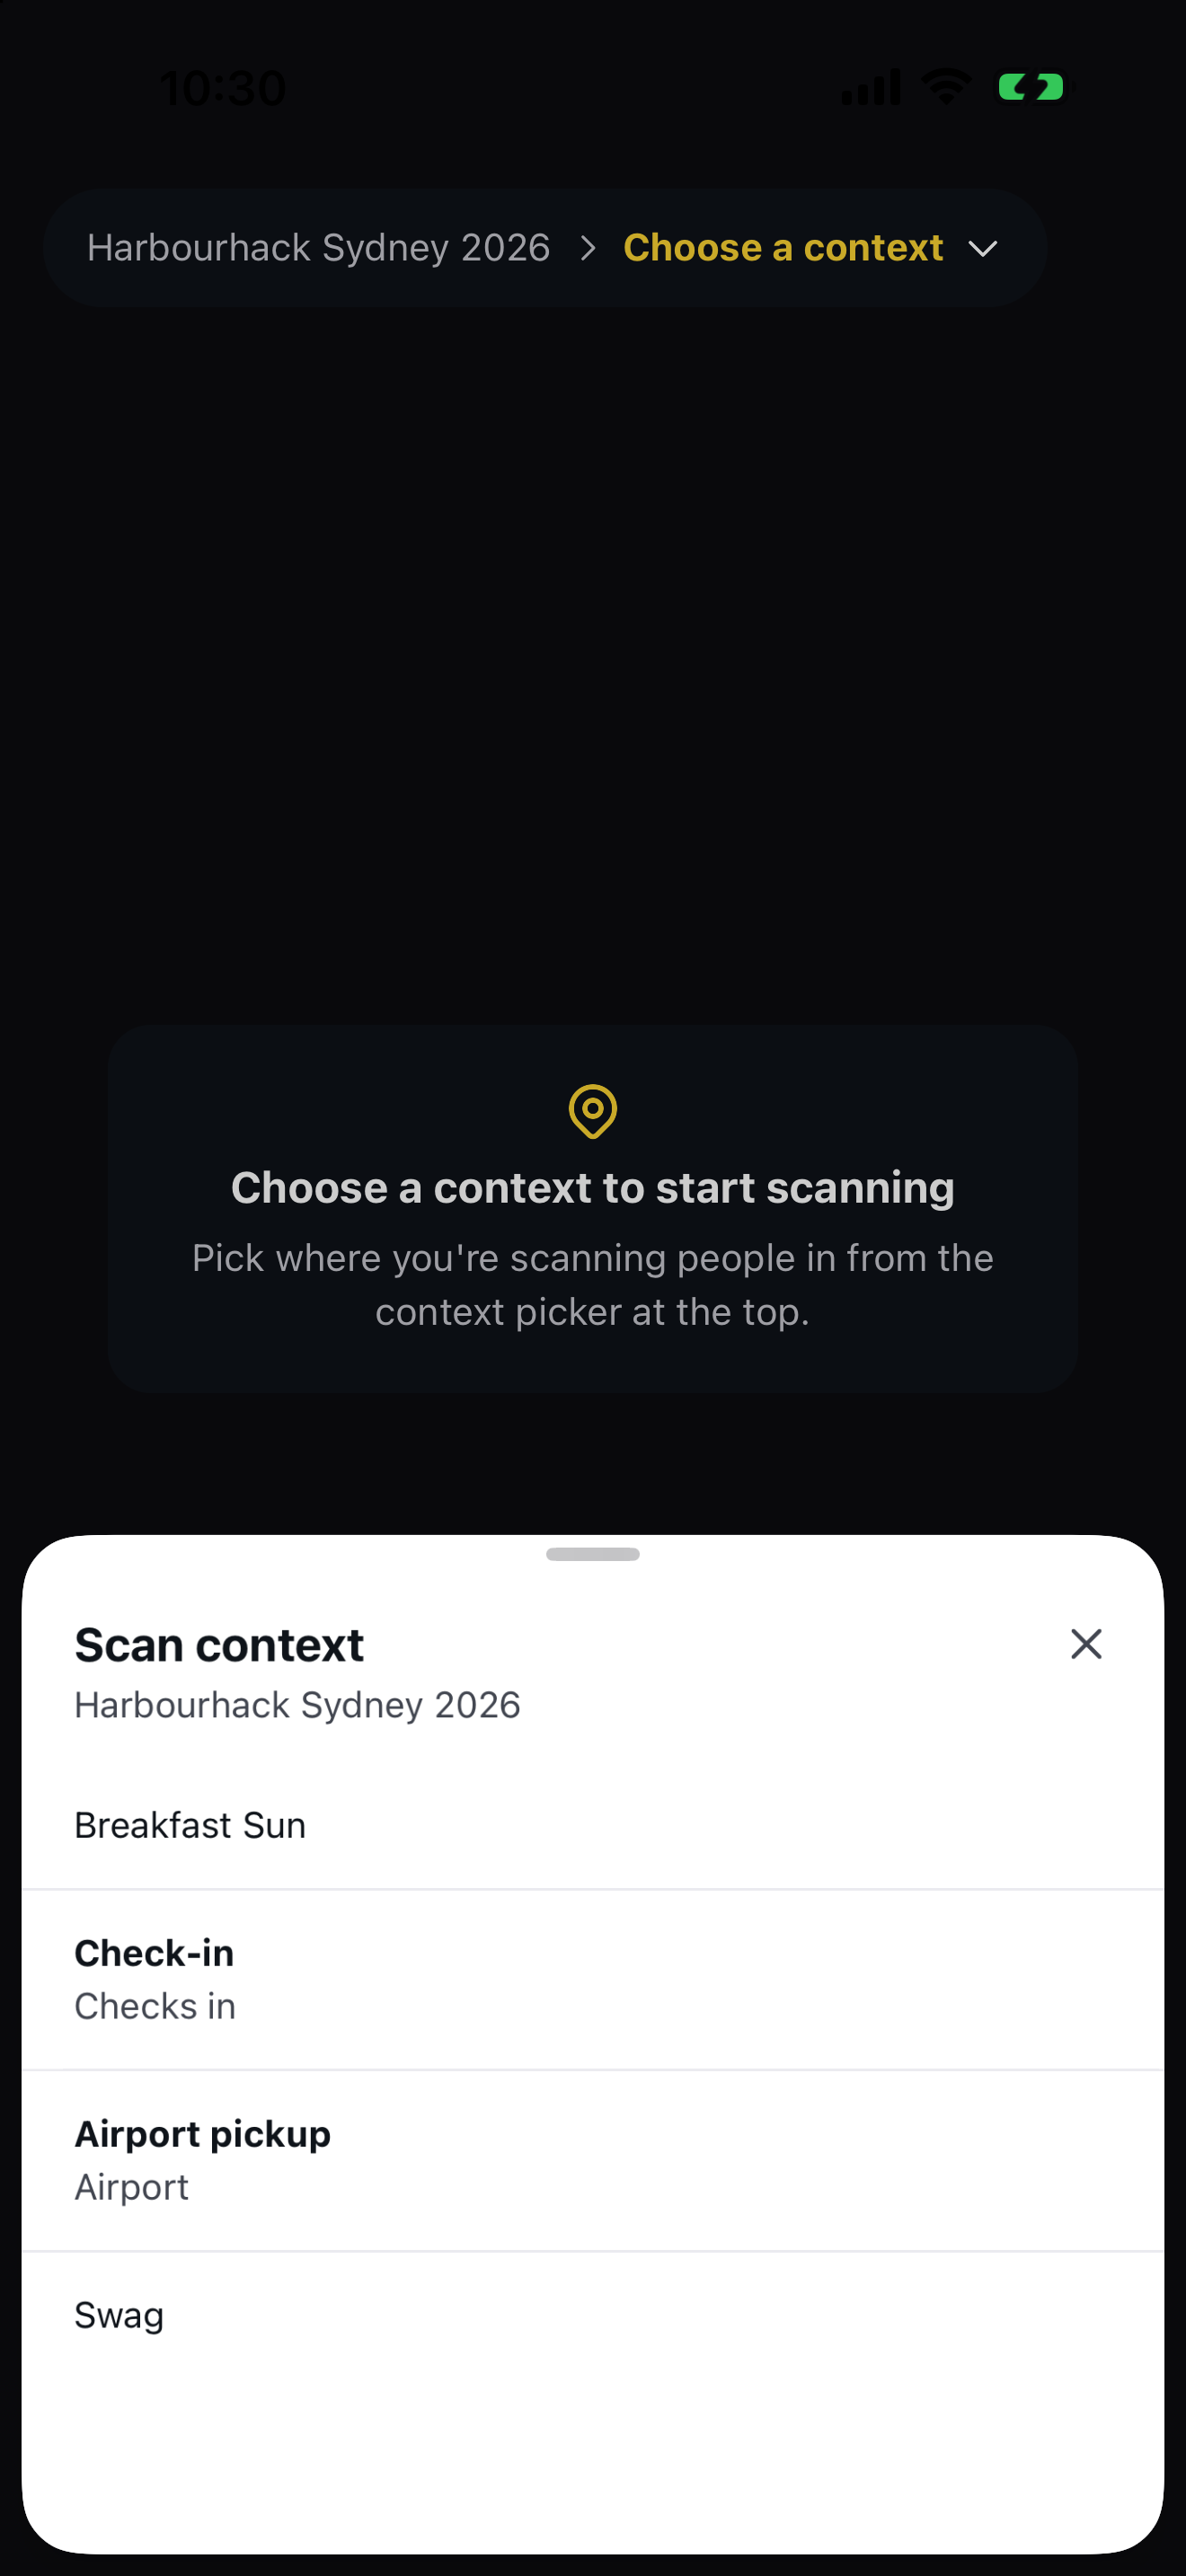 10:30
Harbourhack Sydney 2026 > Choose a context
Choose a context to start scanning
Pick where you're scanning people in from the
context picker at the top.
Scan context
Harbourhack Sydney 2026
Breakfast Sun
Check-in
Checks in
Airport pickup
Airport
Swag